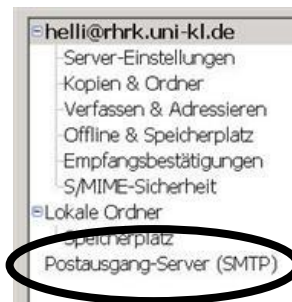 helli@rhrk.uni-kl.de
Server-Einstellungen
Kopien & Ordner
Verfassen & Adressieren
Offline & Speicherplatz
Empfangsbestätigungen
S/MIME-Sicherheit
Lokale Ordner
Speicherplatz
Postausgang-Server (SMTP)